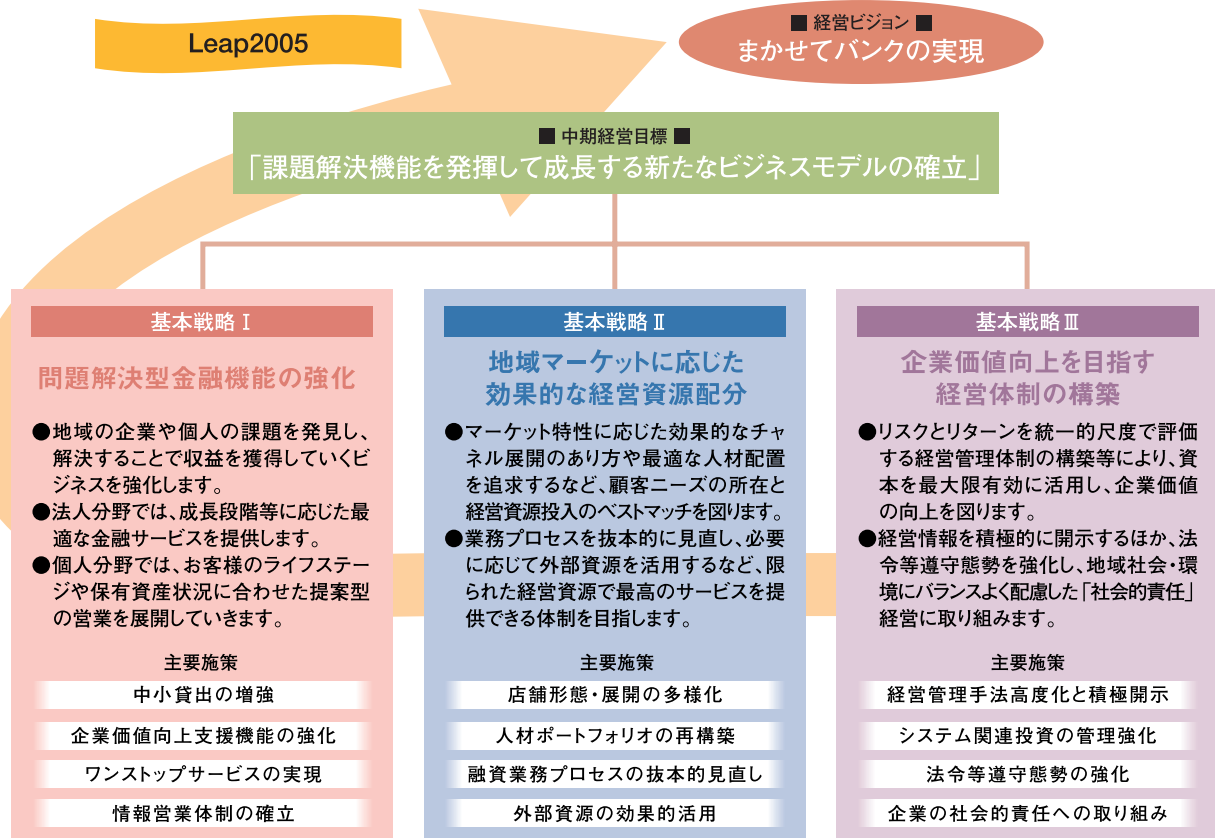 Leap2005
■ 経営ビジョン ■
まかせてバンクの実現
■ 中期経営目標 ■
「課題解決機能を発揮して成長する新たなビジネスモデルの確立」
基本戦略Ⅰ
問題解決型金融機能の強化
●地域の企業や個人の課題を発見し、
解決することで収益を獲得していくビ
ジネスを強化します。
●法人分野では、成長段階等に応じた最
適な金融サービスを提供します。
●個人分野では、お客様のライフステー
ジや保有資産状況に合わせた提案型
の営業を展開していきます。
主要施策
中小貸出の増強
企業価値向上支援機能の強化
ワンストップサービスの実現
情報営業体制の確立
基本戦略Ⅱ
地域マーケットに応じた
効果的な経営資源配分
●マーケット特性に応じた効果的なチャ
ネル展開のあり方や最適な人材配置
を追求するなど、顧客ニーズの所在と
経営資源投入のベストマッチを図ります。
●業務プロセスを抜本的に見直し、必要
に応じて外部資源を活用するなど、限
られた経営資源で最高のサービスを提
供できる体制を目指します。
主要施策
店舗形態・展開の多様化
人材ポートフォリオの再構築
融資業務プロセスの抜本的見直し
外部資源の効果的活用
基本戦略Ⅲ
企業価値向上を目指す
経営体制の構築
●リスクとリターンを統一的尺度で評価
する経営管理体制の構築等により、資
本を最大限有効に活用し、企業価値
の向上を図ります。
●経営情報を積極的に開示するほか、法
令等遵守態勢を強化し、地域社会・環
境にバランスよく配慮した「社会的責任」
経営に取り組みます。
主要施策
経営管理手法高度化と積極開示
システム関連投資の管理強化
法令等遵守態勢の強化
企業の社会的責任への取り組み